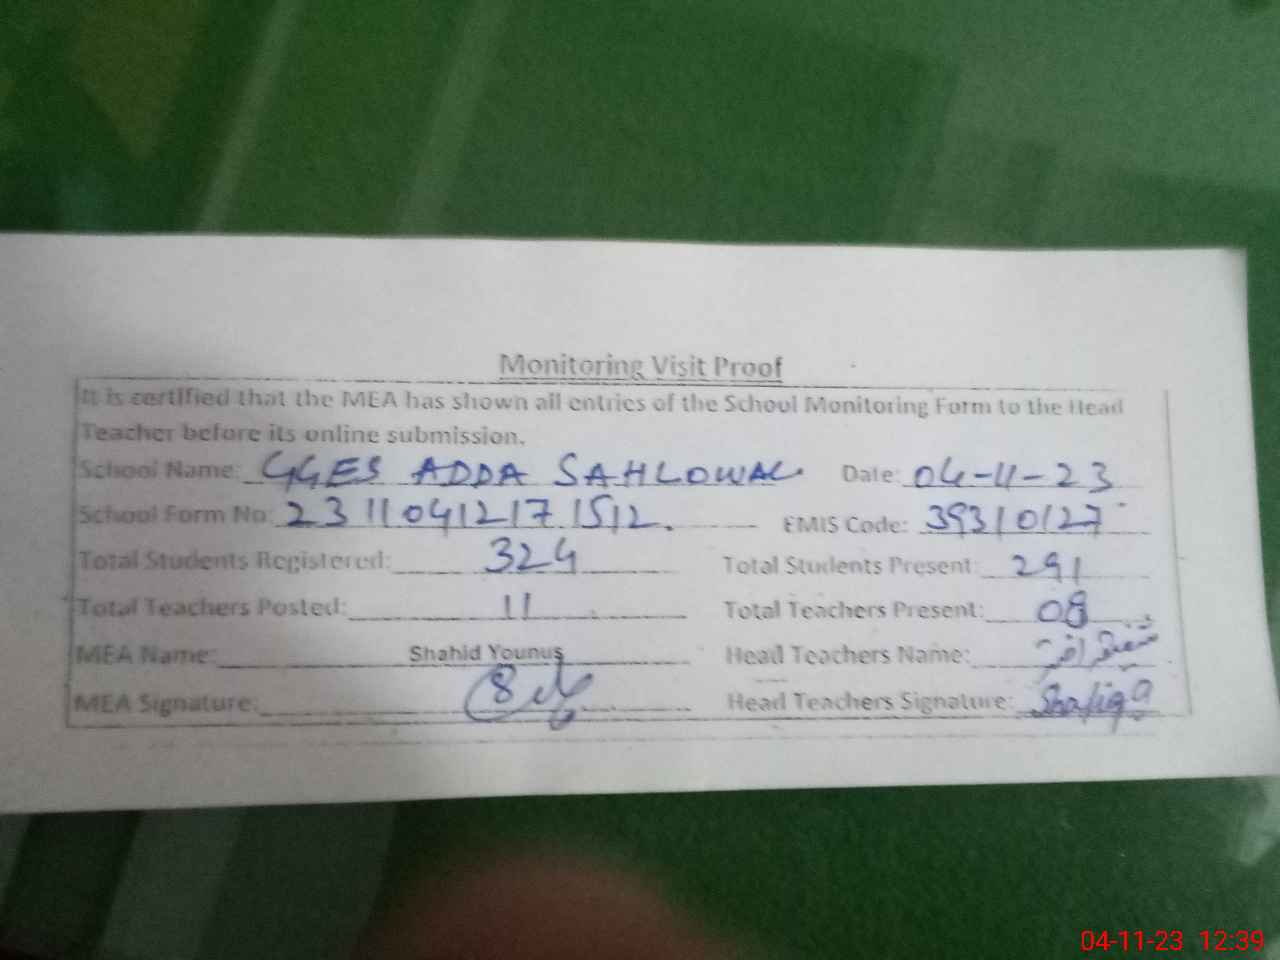 Monitoring Visit Proof
It is certified that the MEA has shown all entries of the School Monitoring Form to the Head
Teacher before its online submission.
School Name: GGES ADDA SAHLOWAL Date: 04-11-23
School Form No: 23110412171512. EMIS Code: 39310127
Total Students Registered: 324 Total Students Present: 291
Total Teachers Posted: 11 Total Teachers Present: 08
MEA Name: Shahid Younus Head Teachers Name:
MEA Signature: Head Teachers Signature: Shafiqa
04-11-23 12:39